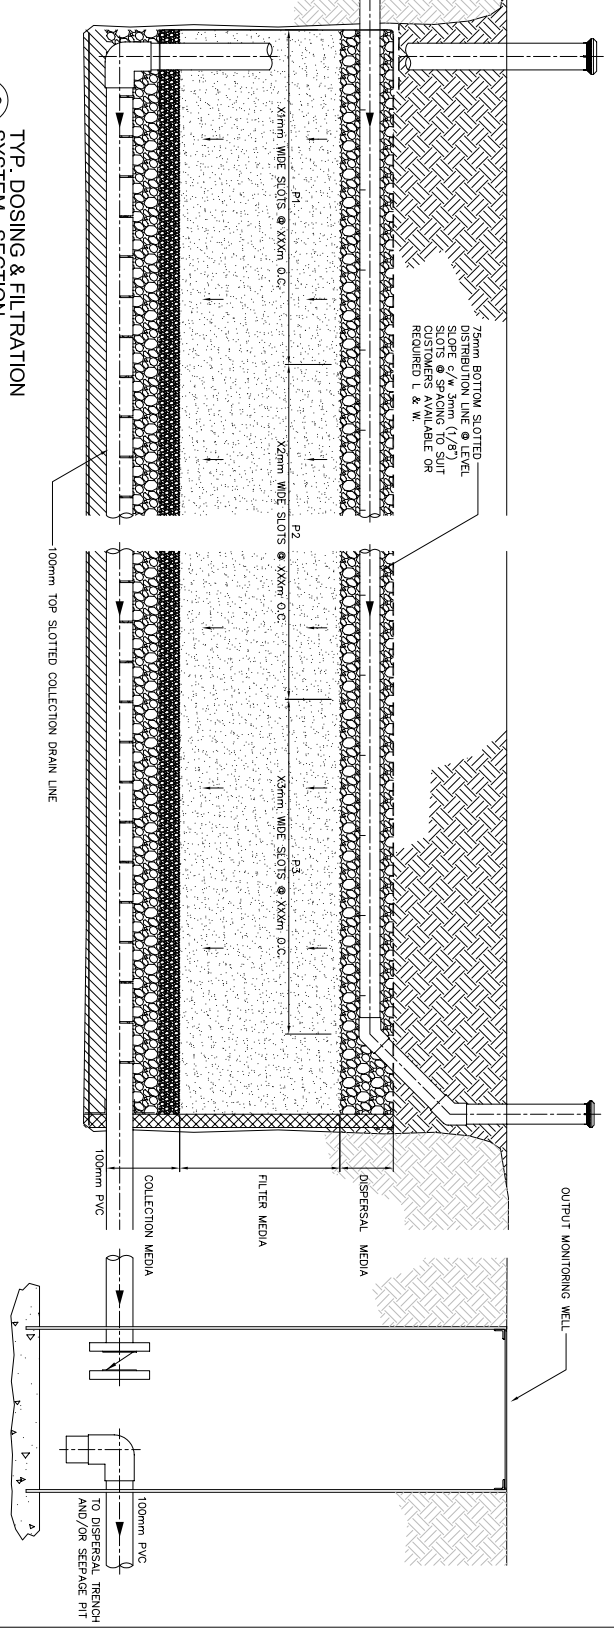 OUTPUT MONITORING WELL
75mm BOTTOM SLOTTED
DISTRIBUTION LINE @ LEVEL
SLOPE c/w 3mm (1/8")
SLOTS @ SPACING TO SUIT
CUSTOMERS AVAILABLE OR
REQUIRED L & W.
DISPERSAL MEDIA
P1
X1mm WIDE SLOTS @ XXXm O.C.
P2
X2mm WIDE SLOTS @ XXXm O.C.
P3
X3mm WIDE SLOTS @ XXXm O.C.
FILTER MEDIA
COLLECTION MEDIA
100mm PVC
100mm PVC
TO DISPERSAL TRENCH
AND/OR SEEPAGE PIT
100mm TOP SLOTTED COLLECTION DRAIN LINE
TYP. DOSING & FILTRATION
SYSTEM - SECTION